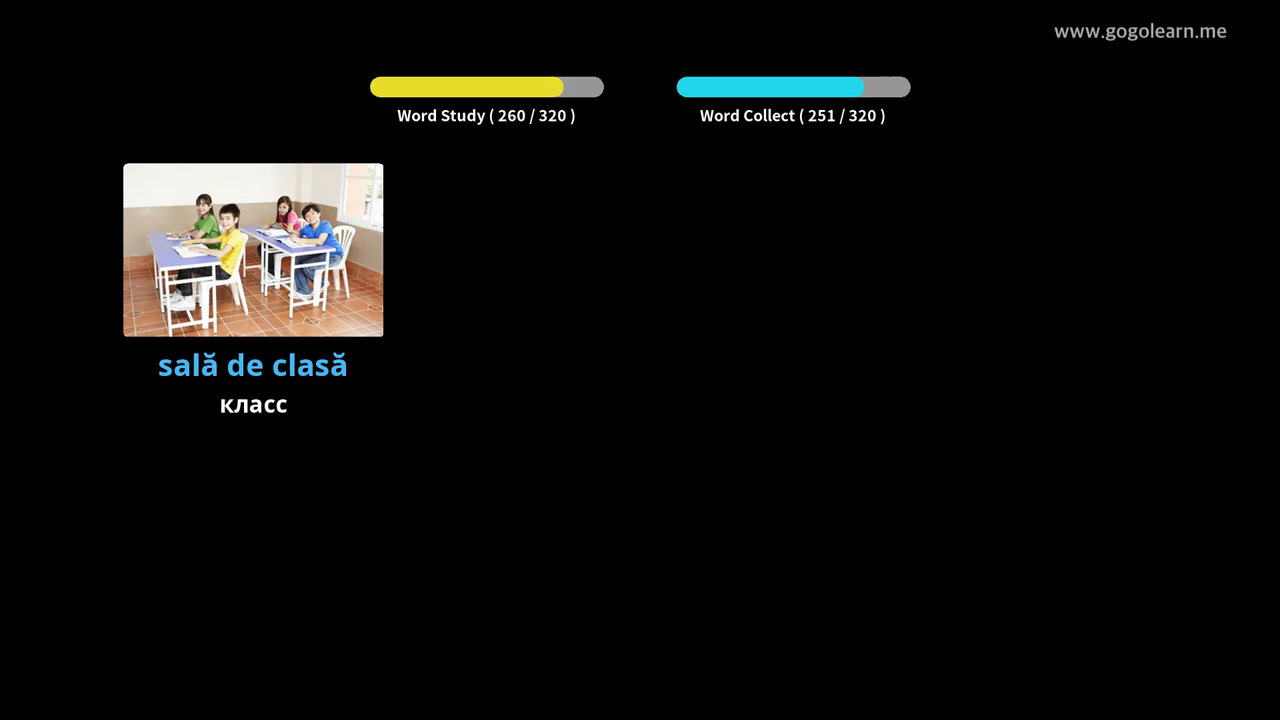 www.gogolearn.me
Word Study ( 260 / 320 )
Word Collect ( 251 / 320 )
sală de clasă
класс